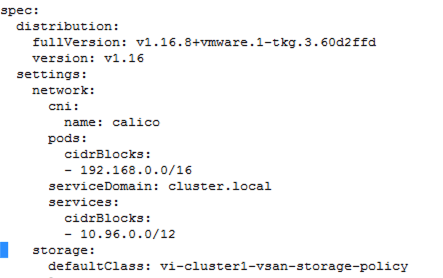 spec:
  distribution:
    fullVersion: v1.16.8+vmware.1-tkg.3.60d2ffd
    version: v1.16
  settings:
    network:
      cni:
        name: calico
      pods:
        cidrBlocks:
        - 192.168.0.0/16
      serviceDomain: cluster.local
      services:
        cidrBlocks:
        - 10.96.0.0/12
    storage:
      defaultClass: vi-cluster1-vsan-storage-policy